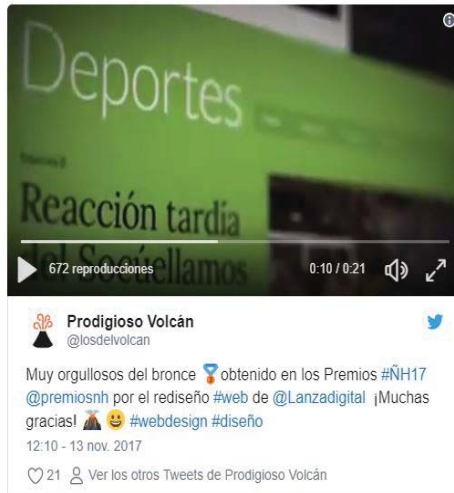 Deportes
Reacción tardía
del Socúellamos
672 reproducciones
0:10 / 0:21
Prodigioso Volcán
@losdelvolcan
Muy orgullosos del bronce 🥉obtenido en los Premios #ÑH17
@premiosnh por el rediseño #web de @Lanzadigital ¡Muchas
gracias! 🌋 😀 #webdesign #diseño
12:10 - 13 nov. 2017
21 Ver los otros Tweets de Prodigioso Volcán